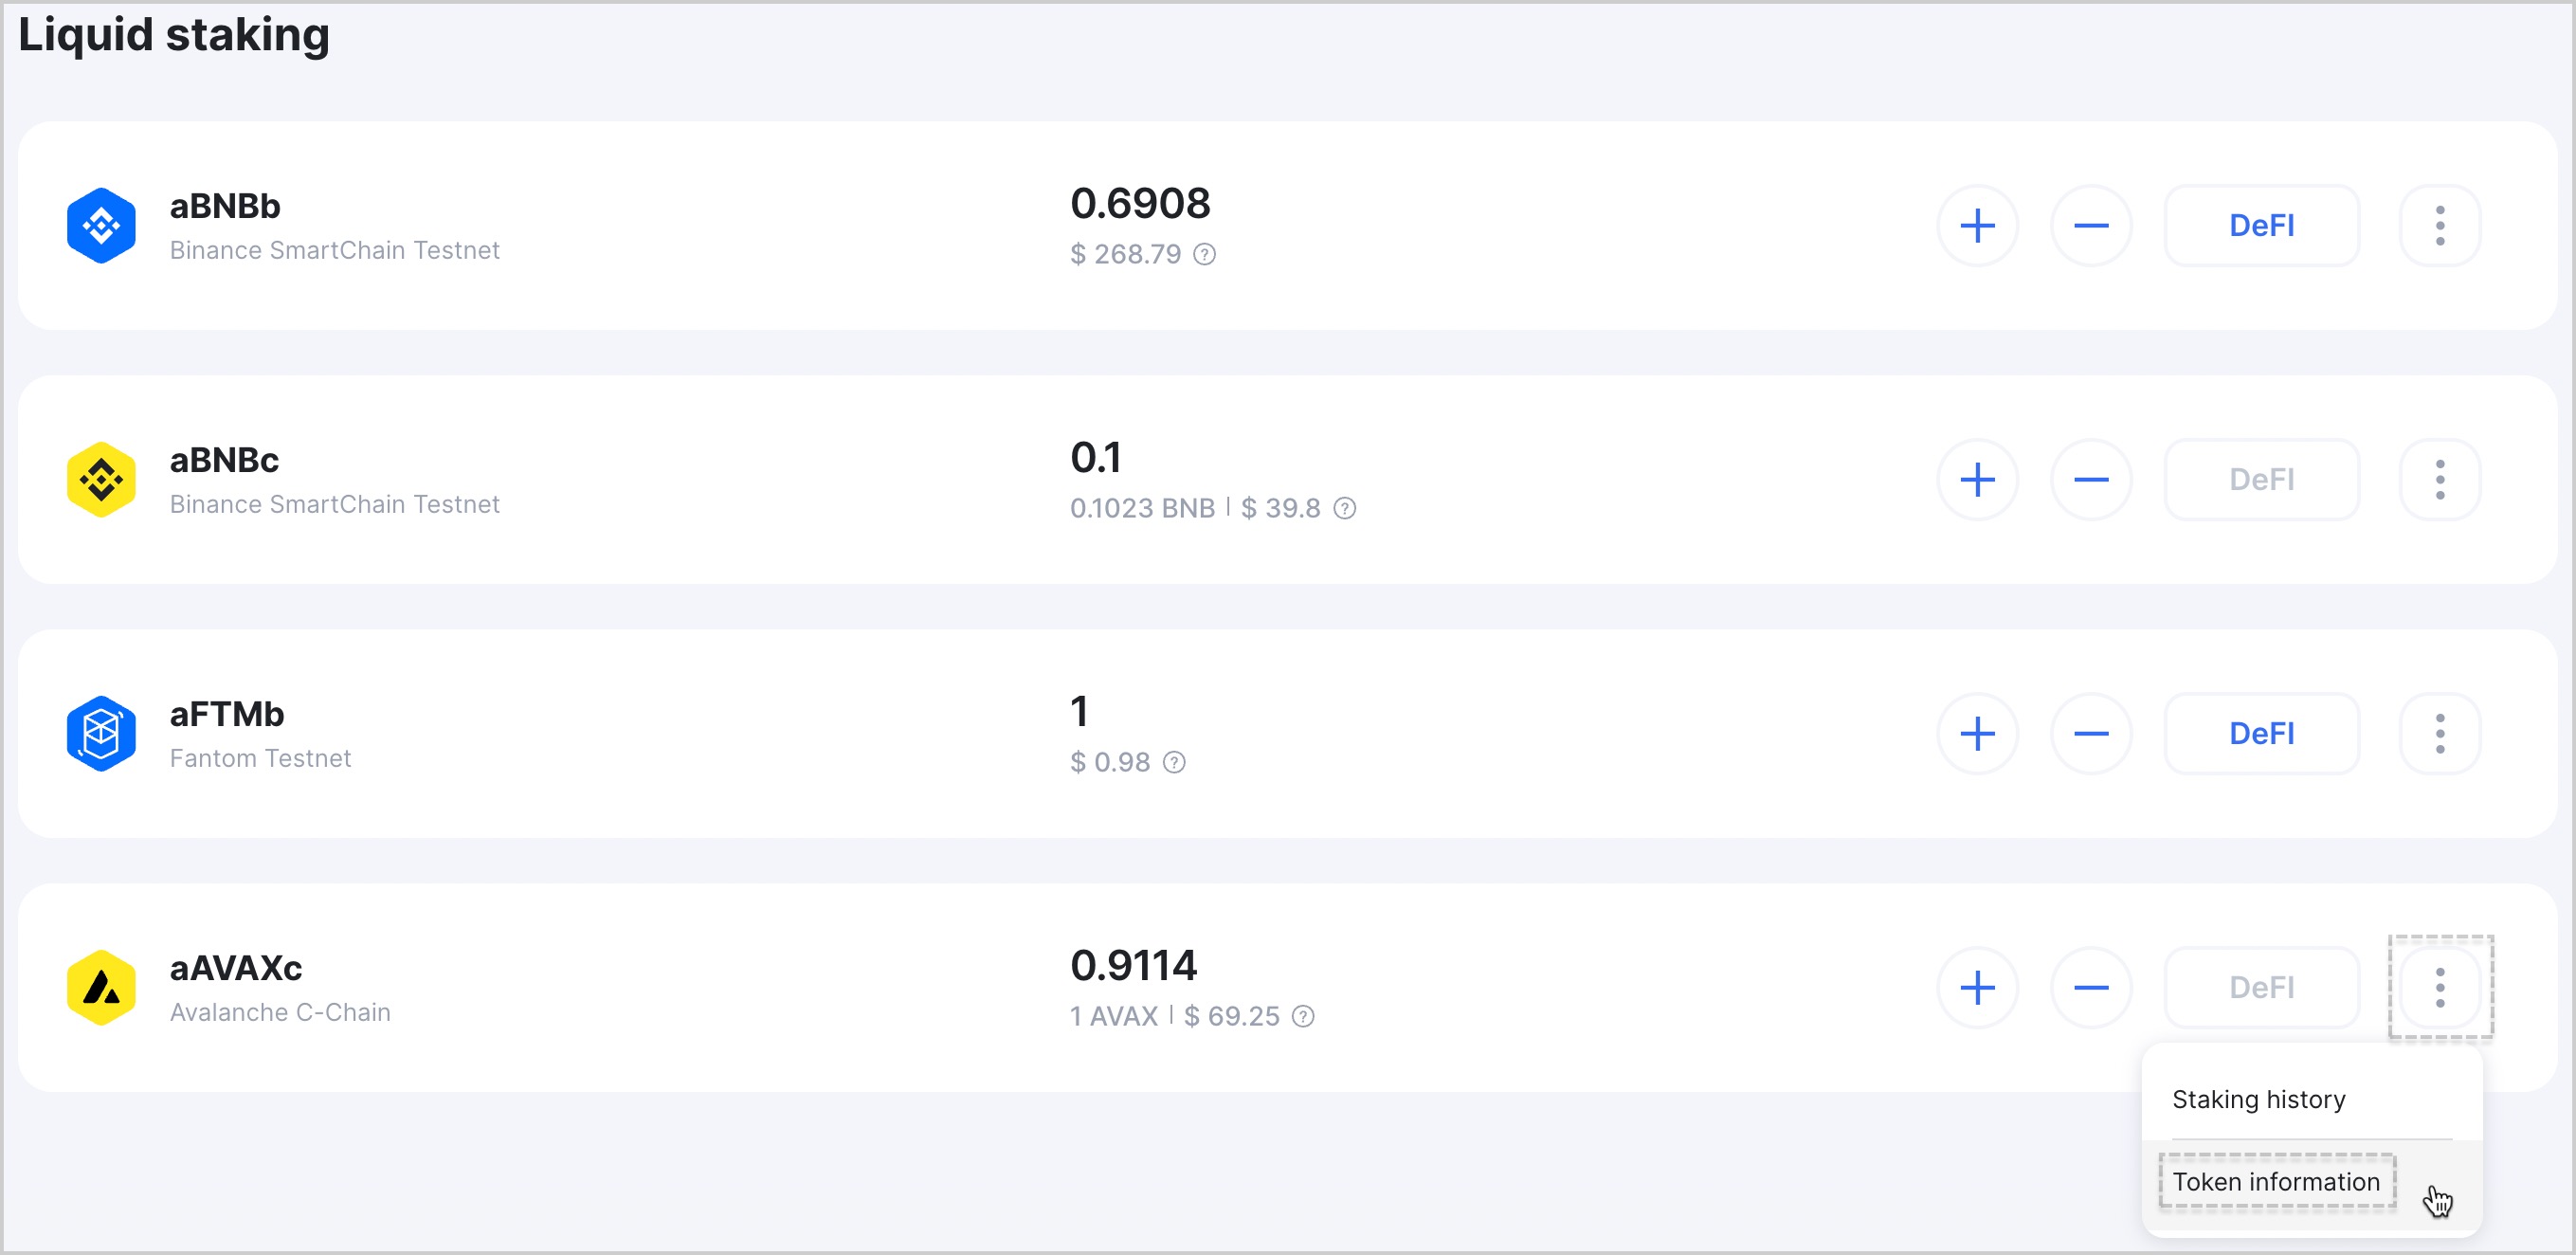 Liquid staking
aBNBb
Binance SmartChain Testnet
0.6908
$ 268.79 ?
DeFI
aBNBc
Binance SmartChain Testnet
0.1
0.1023 BNB | $ 39.8 ?
DeFI
aFTMb
Fantom Testnet
1
$ 0.98 ?
DeFI
aAVAXc
Avalanche C-Chain
0.9114
1 AVAX | $ 69.25 ?
DeFI
Staking history
Token information